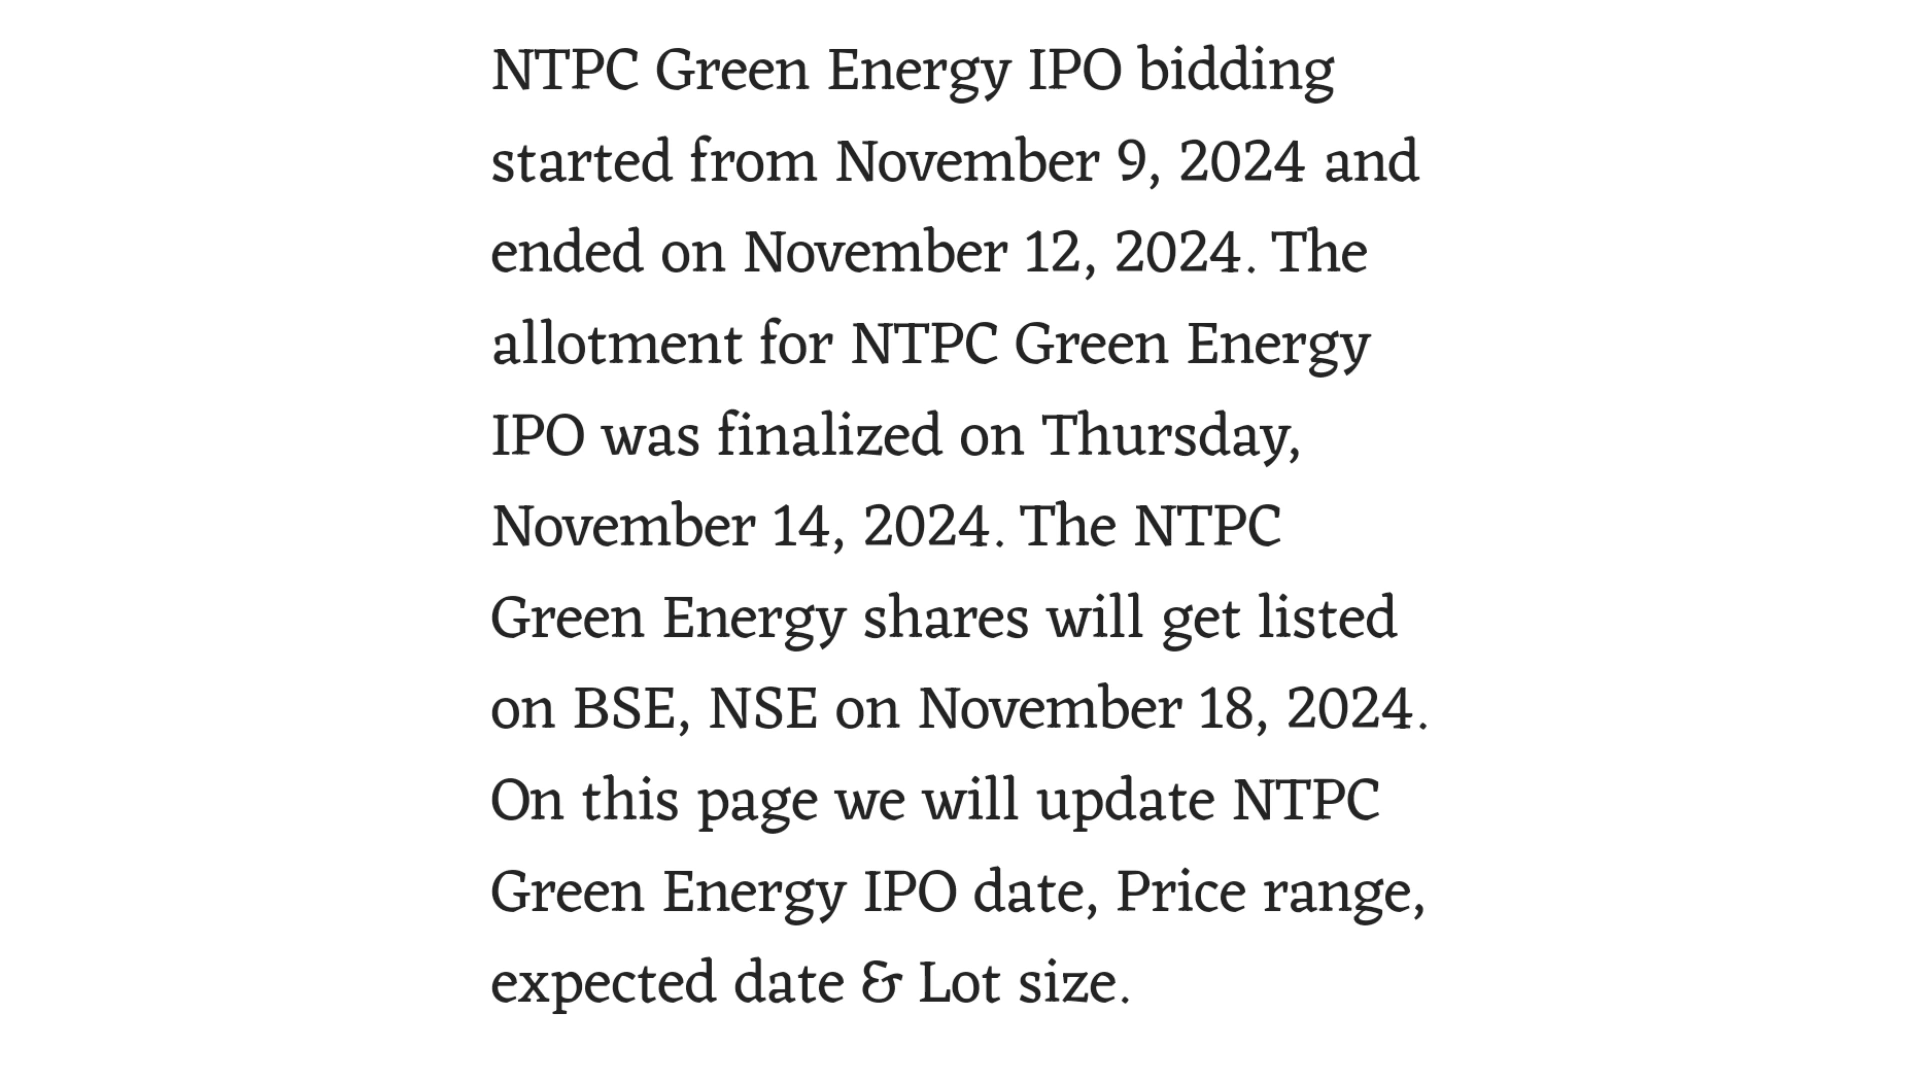 NTPC Green Energy IPO bidding
started from November 9, 2024 and
ended on November 12, 2024. The
allotment for NTPC Green Energy
IPO was finalized on Thursday,
November 14, 2024. The NTPC
Green Energy shares will get listed
on BSE, NSE on November 18, 2024.
On this page we will update NTPC
Green Energy IPO date, Price range,
expected date & Lot size.